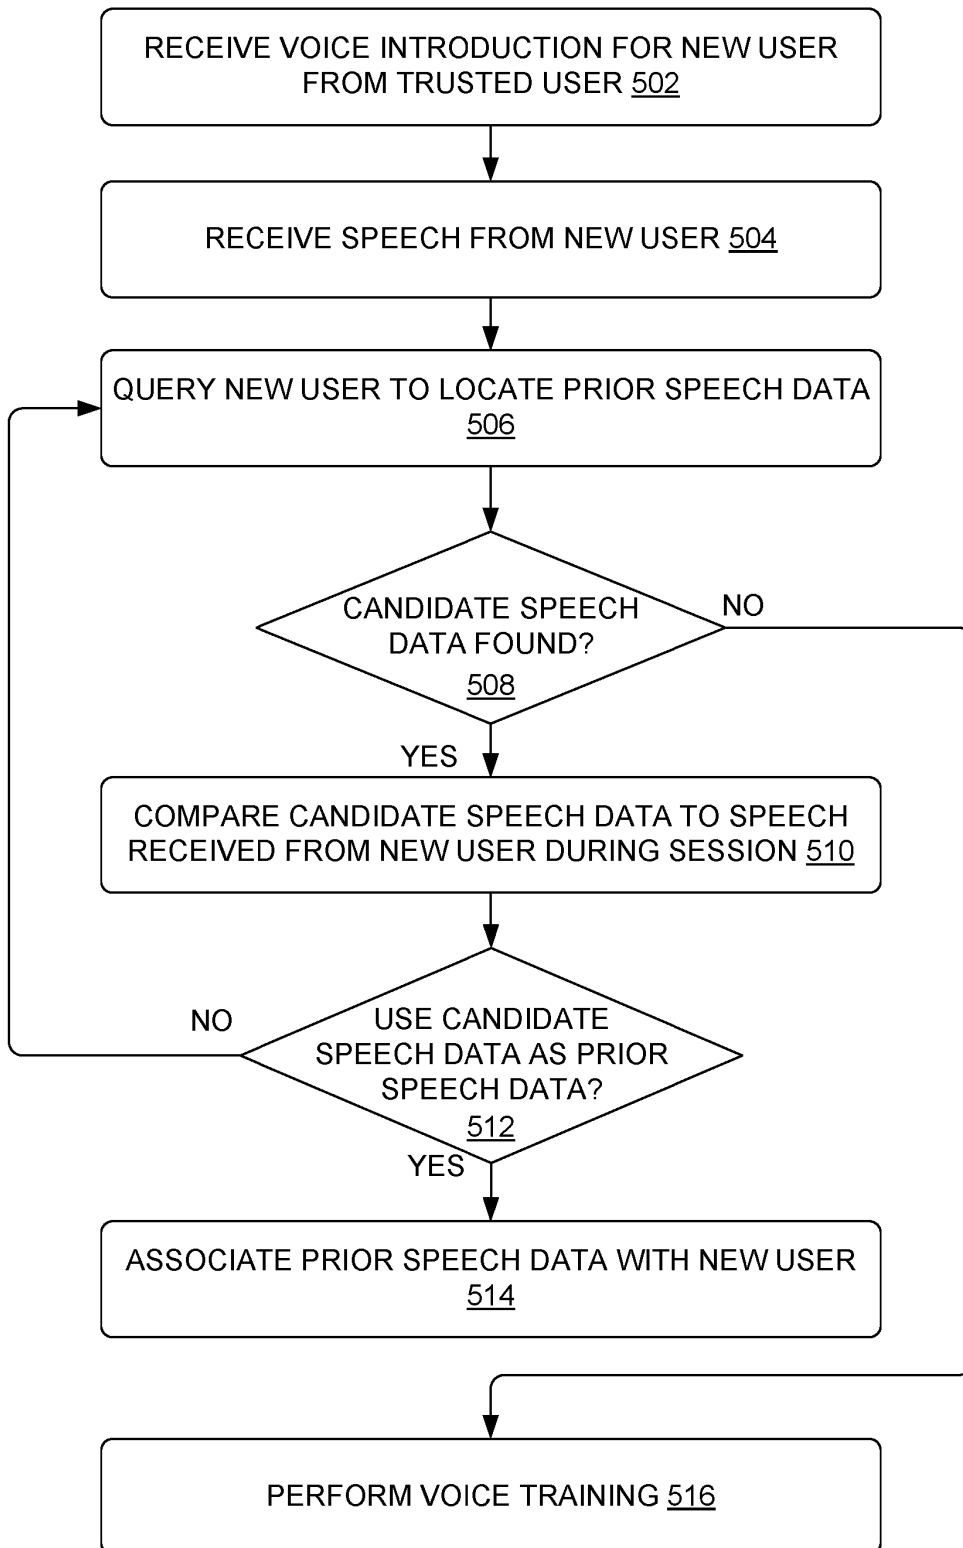 RECEIVE VOICE INTRODUCTION FOR NEW USER
FROM TRUSTED USER 502
RECEIVE SPEECH FROM NEW USER 504
QUERY NEW USER TO LOCATE PRIOR SPEECH DATA
506
CANDIDATE SPEECH
DATA FOUND?
508
NO
YES
COMPARE CANDIDATE SPEECH DATA TO SPEECH
RECEIVED FROM NEW USER DURING SESSION 510
NO
USE CANDIDATE
SPEECH DATA AS PRIOR
SPEECH DATA?
512
YES
ASSOCIATE PRIOR SPEECH DATA WITH NEW USER
514
PERFORM VOICE TRAINING 516